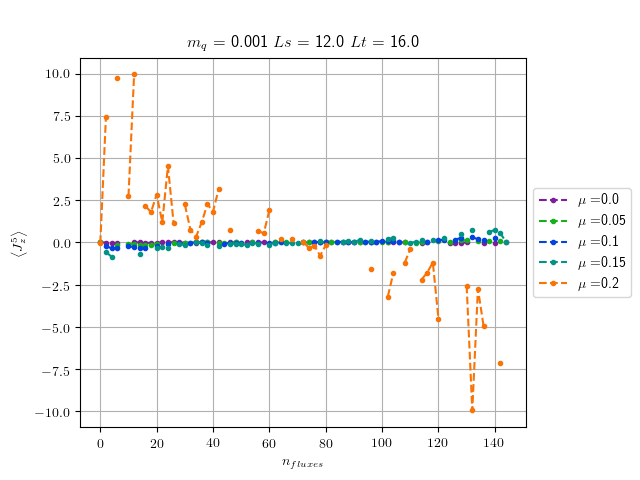 m_q = 0.001 Ls = 12.0 Lt = 16.0
10.0
7.5
5.0
2.5
0.0
−2.5
−5.0
−7.5
−10.0
⟨J_z^5⟩
0 20 40 60 80 100 120 140
n_{fluxes}
μ =0.0
μ =0.05
μ =0.1
μ =0.15
μ =0.2